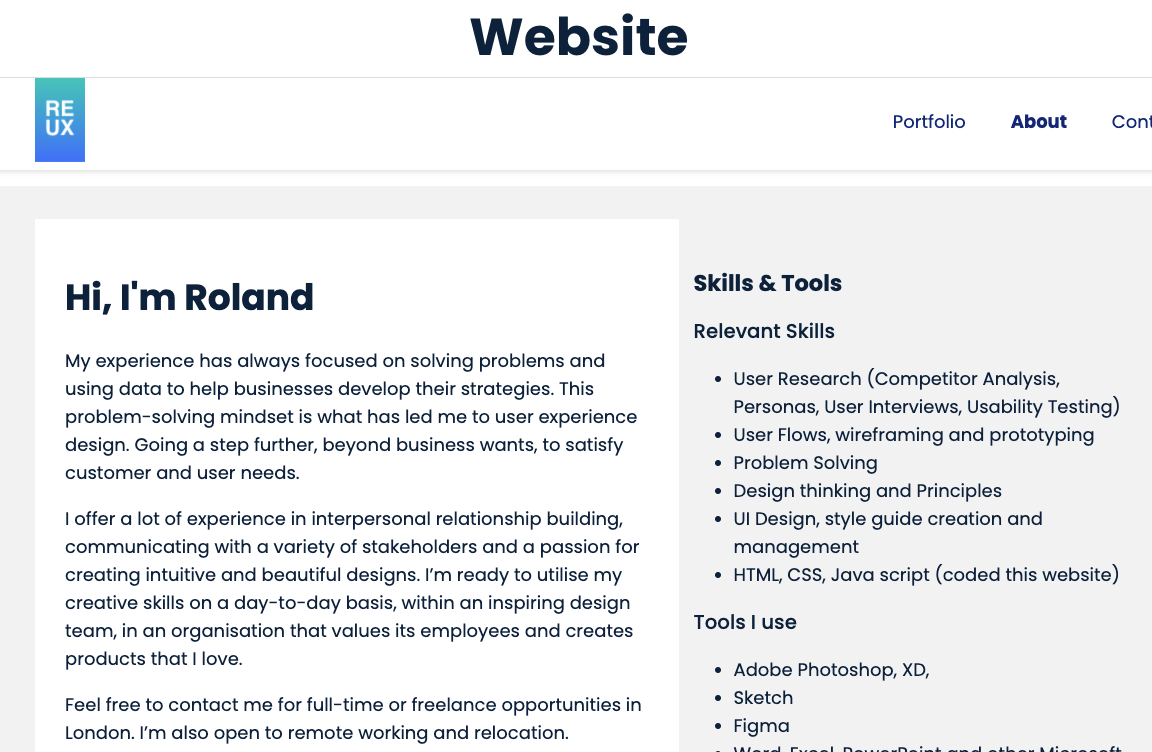 Website
RE
UX
Portfolio About
Hi, I'm Roland
My experience has always focused on solving problems and
using data to help businesses develop their strategies. This
problem-solving mindset is what has led me to user experience
design. Going a step further, beyond business wants, to satisfy
customer and user needs.
I offer a lot of experience in interpersonal relationship building,
communicating with a variety of stakeholders and a passion for
creating intuitive and beautiful designs. I’m ready to utilise my
creative skills on a day-to-day basis, within an inspiring design
team, in an organisation that values its employees and creates
products that I love.
Feel free to contact me for full-time or freelance opportunities in
London. I’m also open to remote working and relocation.
Skills & Tools
Relevant Skills
• User Research (Competitor Analysis,
Personas, User Interviews, Usability Testing)
• User Flows, wireframing and prototyping
• Problem Solving
• Design thinking and Principles
• UI Design, style guide creation and
management
• HTML, CSS, Java script (coded this website)
Tools I use
• Adobe Photoshop, XD,
• Sketch
• Figma
• Word, Excel, PowerPoint and other Microsoft